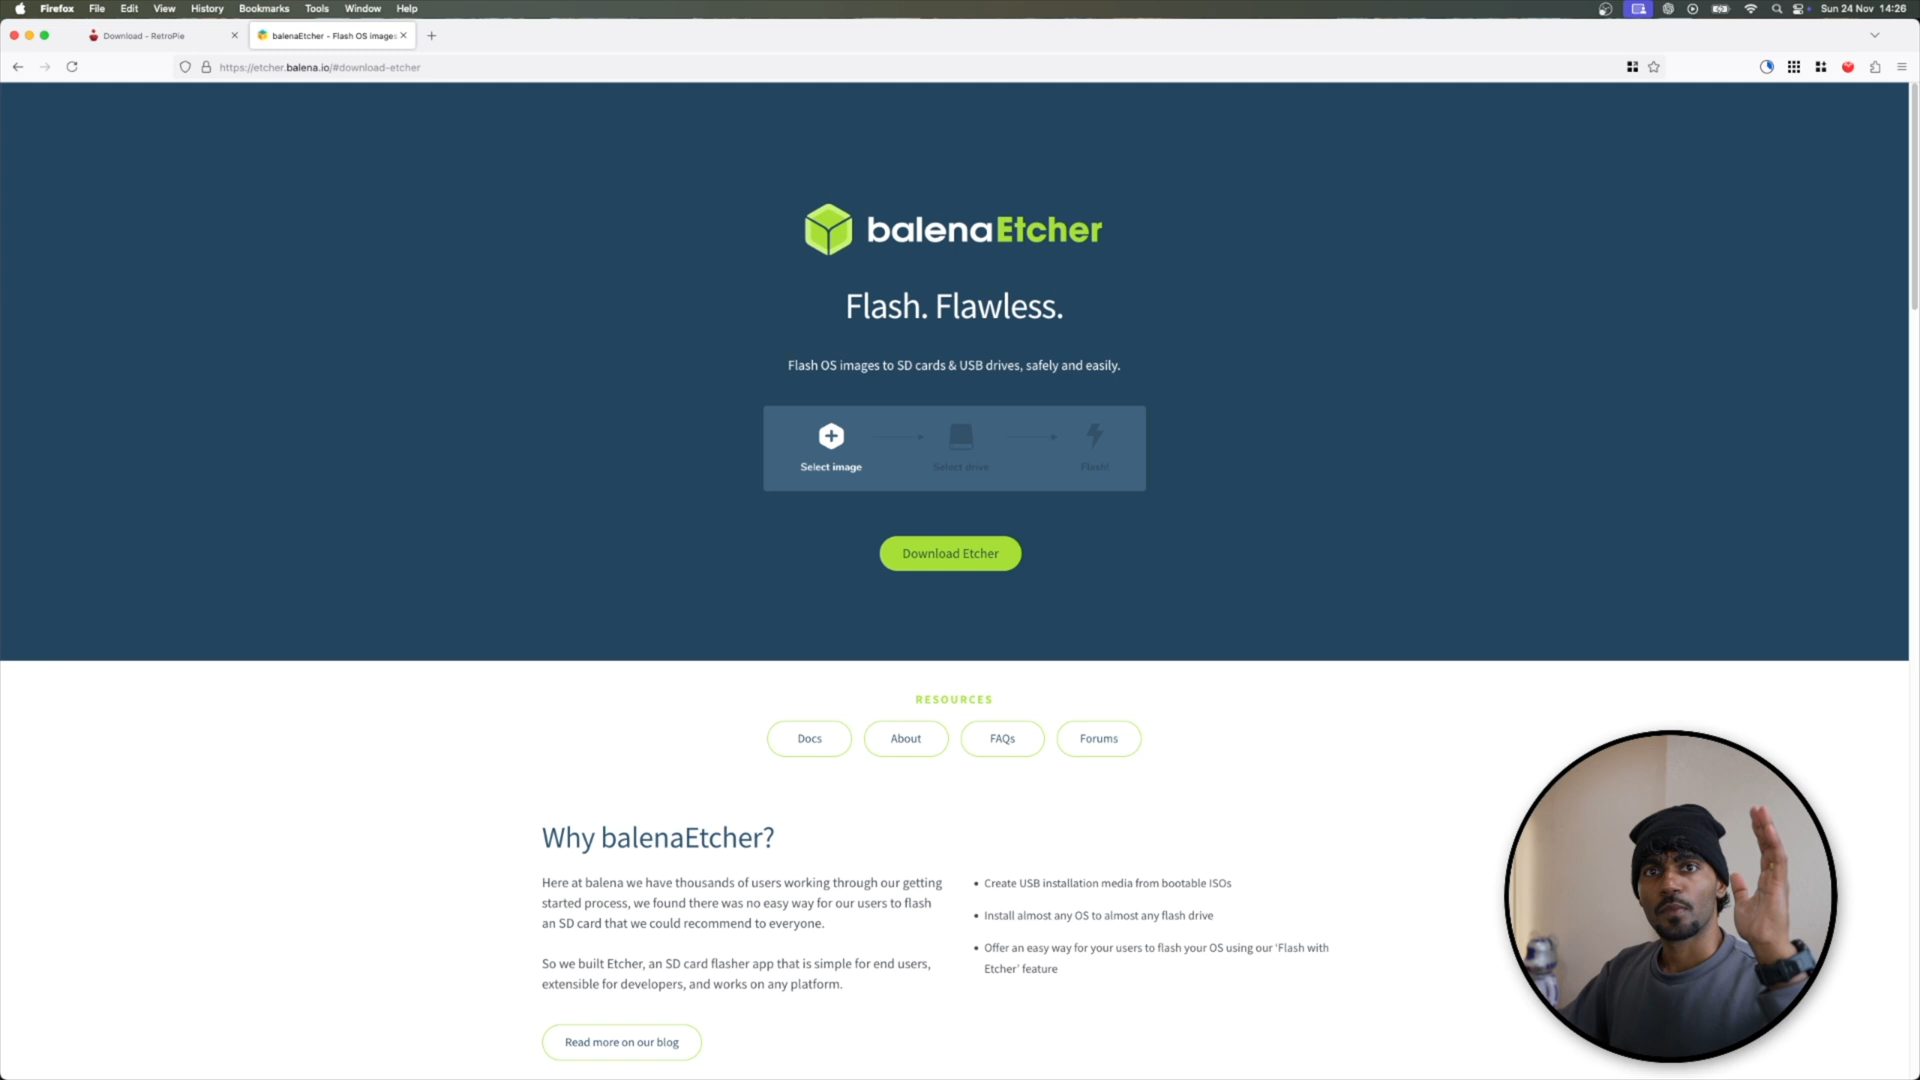 Firefox File Edit View History Bookmarks Tools Window Help Sun 24 Nov 14:26
Download - RetroPie balenaEtcher - Flash OS images
https://etcher.balena.io/#download-etcher
balenaEtcher
Flash. Flawless.
Flash OS images to SD cards & USB drives, safely and easily.
Select image Select drive Flash!
Download Etcher
RESOURCES
Docs About FAQs Forums
Why balenaEtcher?
Here at balena we have thousands of users working through our getting
started process, we found there was no easy way for our users to flash
an SD card that we could recommend to everyone.
So we built Etcher, an SD card flasher app that is simple for end users,
extensible for developers, and works on any platform.
• Create USB installation media from bootable ISOs
• Install almost any OS to almost any flash drive
• Offer an easy way for your users to flash your OS using our ‘Flash with
Etcher’ feature
Read more on our blog